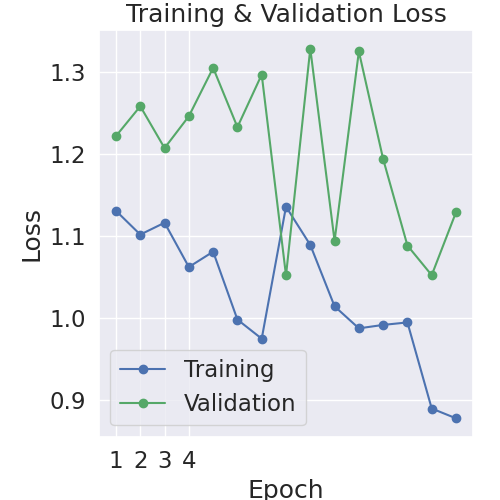 Training & Validation Loss
1.3
1.2
1.1
1.0
0.9
Loss
Training
Validation
1 2 3 4
Epoch